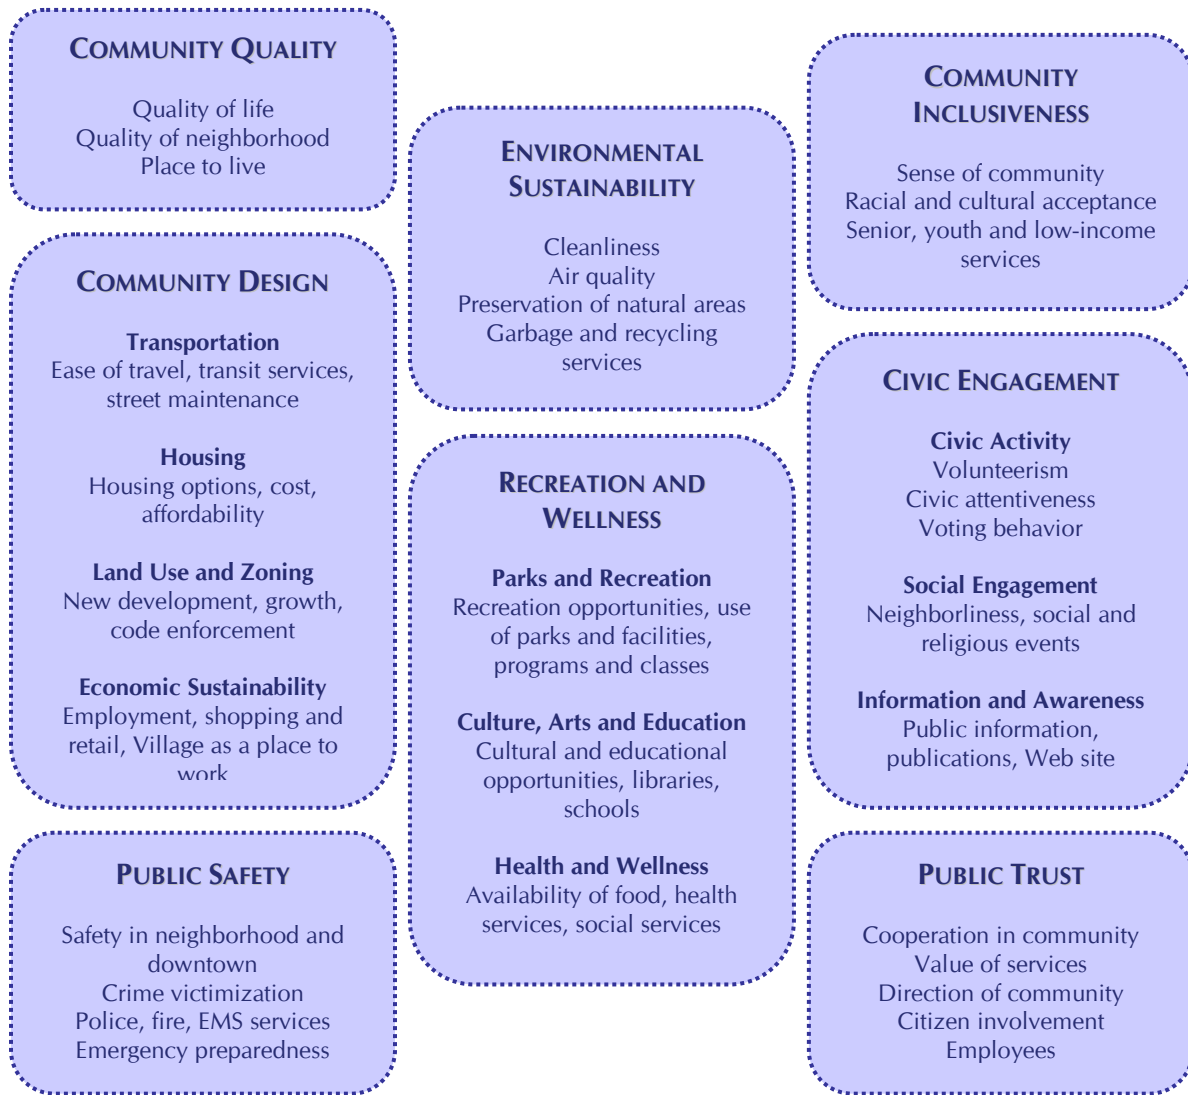 COMMUNITY QUALITY
Quality of life
Quality of neighborhood
Place to live
COMMUNITY DESIGN
Transportation
Ease of travel, transit services,
street maintenance
Housing
Housing options, cost,
affordability
Land Use and Zoning
New development, growth,
code enforcement
Economic Sustainability
Employment, shopping and
retail, Village as a place to
work
PUBLIC SAFETY
Safety in neighborhood and
downtown
Crime victimization
Police, fire, EMS services
Emergency preparedness
ENVIRONMENTAL
SUSTAINABILITY
Cleanliness
Air quality
Preservation of natural areas
Garbage and recycling
services
RECREATION AND
WELLNESS
Parks and Recreation
Recreation opportunities, use
of parks and facilities,
programs and classes
Culture, Arts and Education
Cultural and educational
opportunities, libraries,
schools
Health and Wellness
Availability of food, health
services, social services
COMMUNITY
INCLUSIVENESS
Sense of community
Racial and cultural acceptance
Senior, youth and low-income
services
CIVIC ENGAGEMENT
Civic Activity
Volunteerism
Civic attentiveness
Voting behavior
Social Engagement
Neighborliness, social and
religious events
Information and Awareness
Public information,
publications, Web site
PUBLIC TRUST
Cooperation in community
Value of services
Direction of community
Citizen involvement
Employees